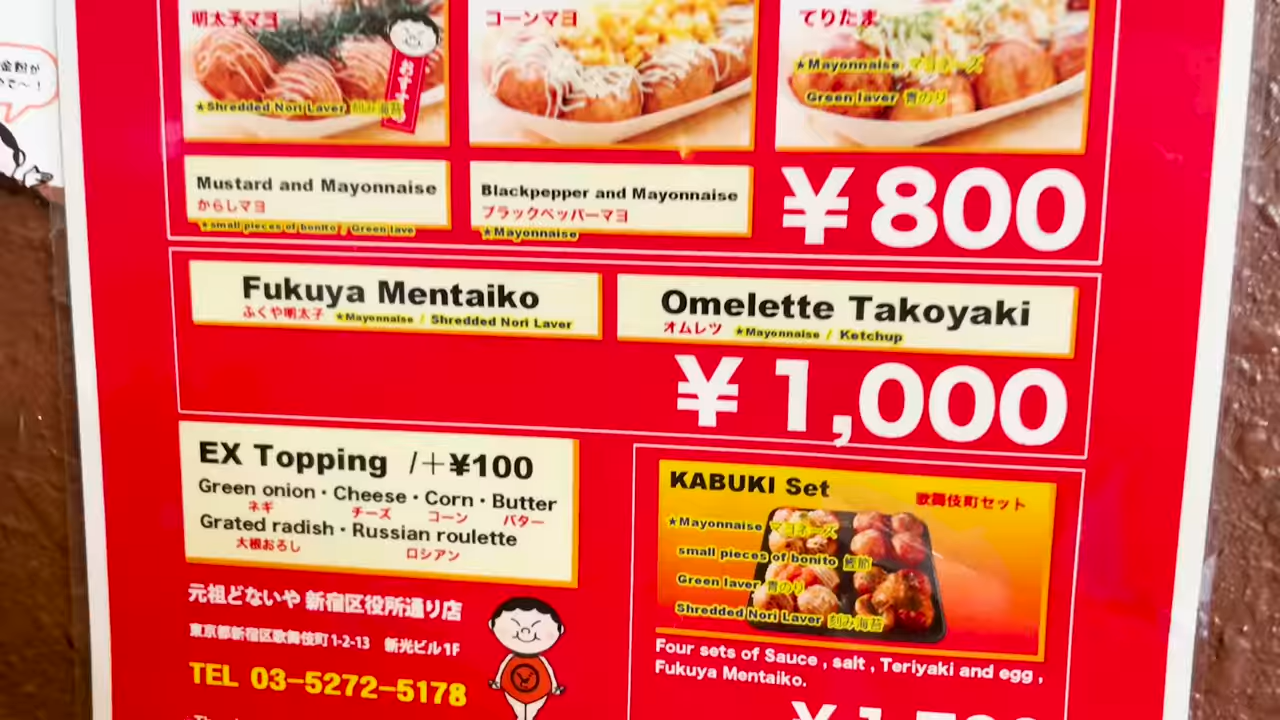 明太子マヨ
コーンマヨ
てりたま
★Mayonnaise マヨネーズ
Green laver 青のり
★Shredded Nori Laver 刻み海苔
おすすめ
Mustard and Mayonnaise
からしマヨ
★small pieces of bonito / Green lave
Blackpepper and Mayonnaise
ブラックペッパーマヨ
★Mayonnaise
¥800
Fukuya Mentaiko
ふくや明太子 ★Mayonnaise / Shredded Nori Laver
Omelette Takoyaki
オムレツ ★Mayonnaise / Ketchup
¥1,000
EX Topping /+¥100
Green onion・Cheese・Corn・Butter
ネギ チーズ コーン バター
Grated radish・Russian roulette
大根おろし ロシアン
KABUKI Set
歌舞伎町セット
★Mayonnaise マヨネーズ
small pieces of bonito 鰹節
Green laver 青のり
Shredded Nori Laver 刻み海苔
Four sets of Sauce , salt , Teriyaki and egg ,
Fukuya Mentaiko.
元祖どないや 新宿区役所通り店
東京都新宿区歌舞伎町1-2-13 新光ビル1F
TEL 03-5272-5178